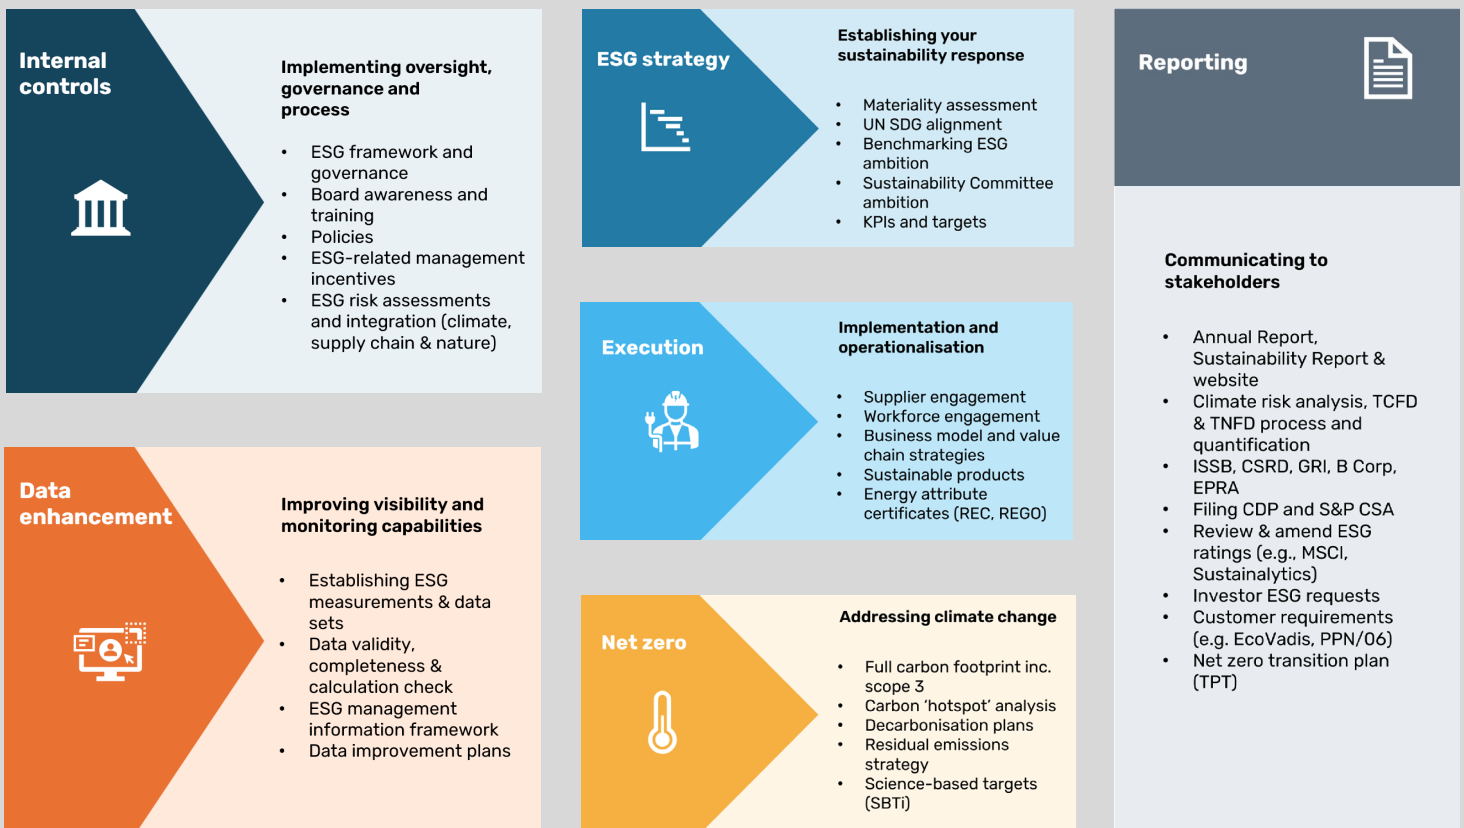 Internal
controls
Implementing oversight,
governance and
process
• ESG framework and
governance
• Board awareness and
training
• Policies
• ESG-related management
incentives
• ESG risk assessments
and integration (climate,
supply chain & nature)
Data
enhancement
Improving visibility and
monitoring capabilities
• Establishing ESG
measurements & data
sets
• Data validity,
completeness &
calculation check
• ESG management
information framework
• Data improvement plans
ESG strategy
Establishing your
sustainability response
• Materiality assessment
• UN SDG alignment
• Benchmarking ESG
ambition
• Sustainability Committee
ambition
• KPIs and targets
Execution
Implementation and
operationalisation
• Supplier engagement
• Workforce engagement
• Business model and value
chain strategies
• Sustainable products
• Energy attribute
certificates (REC, REGO)
Net zero
Addressing climate change
• Full carbon footprint inc.
scope 3
• Carbon ‘hotspot’ analysis
• Decarbonisation plans
• Residual emissions
strategy
• Science-based targets
(SBTi)
Reporting
Communicating to
stakeholders
• Annual Report,
Sustainability Report &
website
• Climate risk analysis, TCFD
& TNFD process and
quantification
• ISSB, CSRD, GRI, B Corp,
EPRA
• Filing CDP and S&P CSA
• Review & amend ESG
ratings (e.g., MSCI,
Sustainalytics)
• Investor ESG requests
• Customer requirements
(e.g. EcoVadis, PPN/06)
• Net zero transition plan
(TPT)